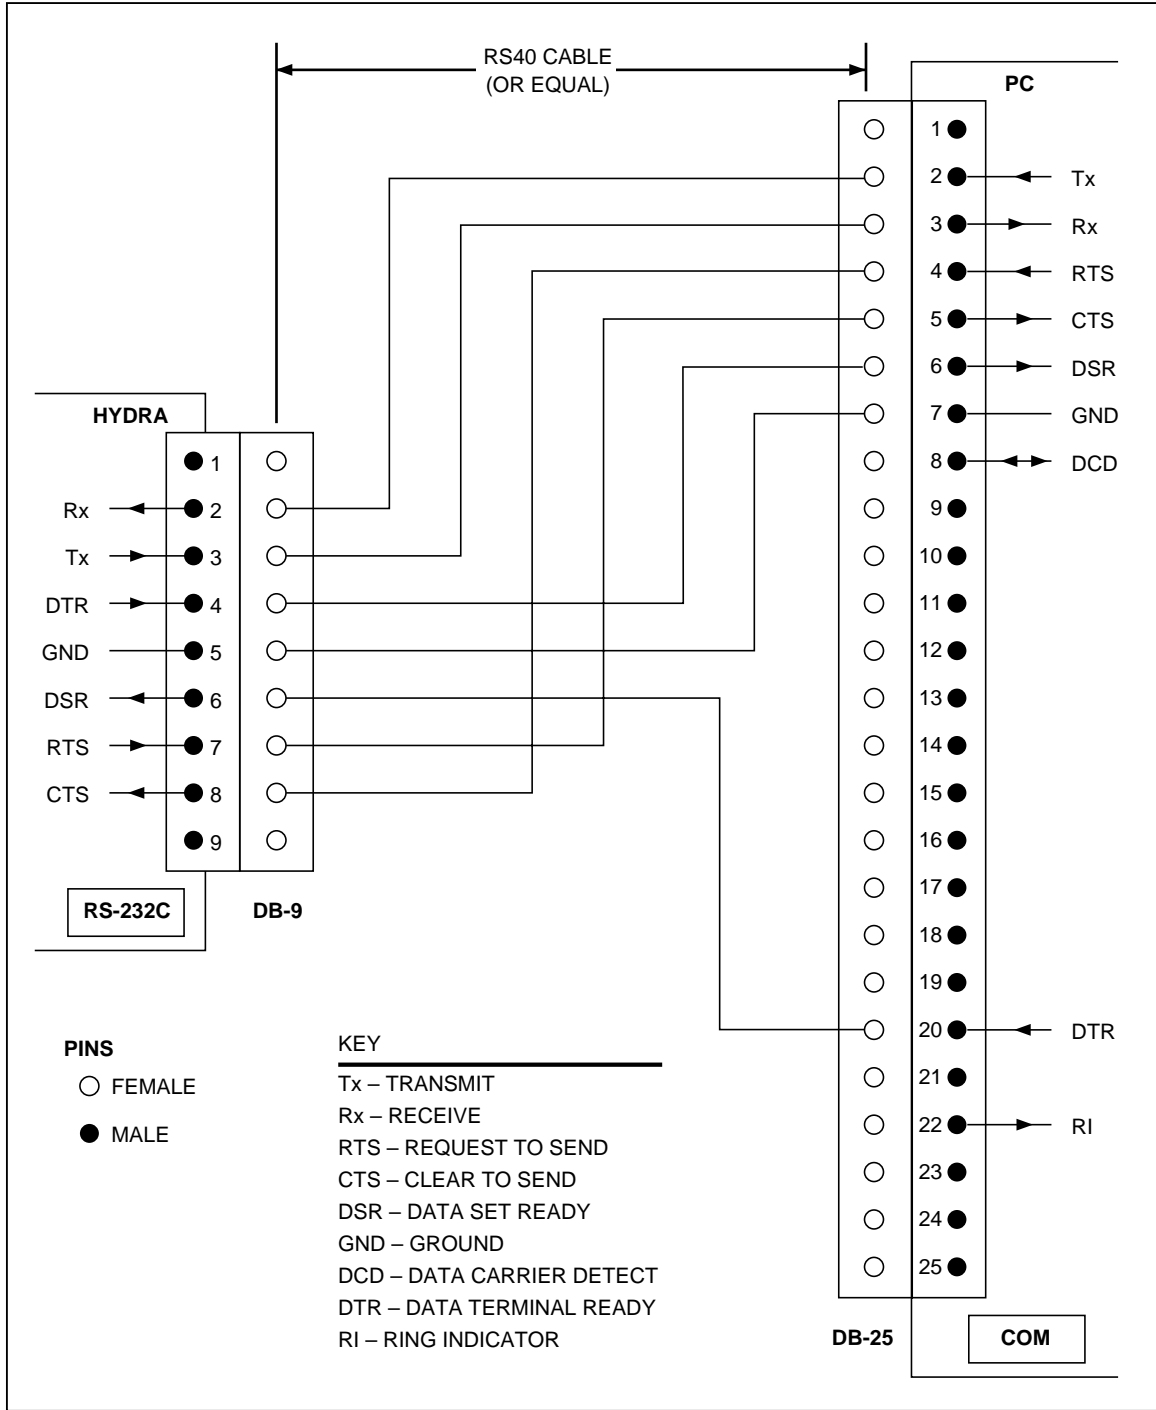 RS40 CABLE
(OR EQUAL)
PC
1
2 Tx
3 Rx
4 RTS
5 CTS
6 DSR
7 GND
8 DCD
9
10
11
12
13
14
15
16
17
18
19
20 DTR
21
22 RI
23
24
25
DB-25
COM
HYDRA
1
Rx 2
Tx 3
DTR 4
GND 5
DSR 6
RTS 7
CTS 8
9
RS-232C
DB-9
PINS
FEMALE
MALE
KEY
Tx – TRANSMIT
Rx – RECEIVE
RTS – REQUEST TO SEND
CTS – CLEAR TO SEND
DSR – DATA SET READY
GND – GROUND
DCD – DATA CARRIER DETECT
DTR – DATA TERMINAL READY
RI – RING INDICATOR